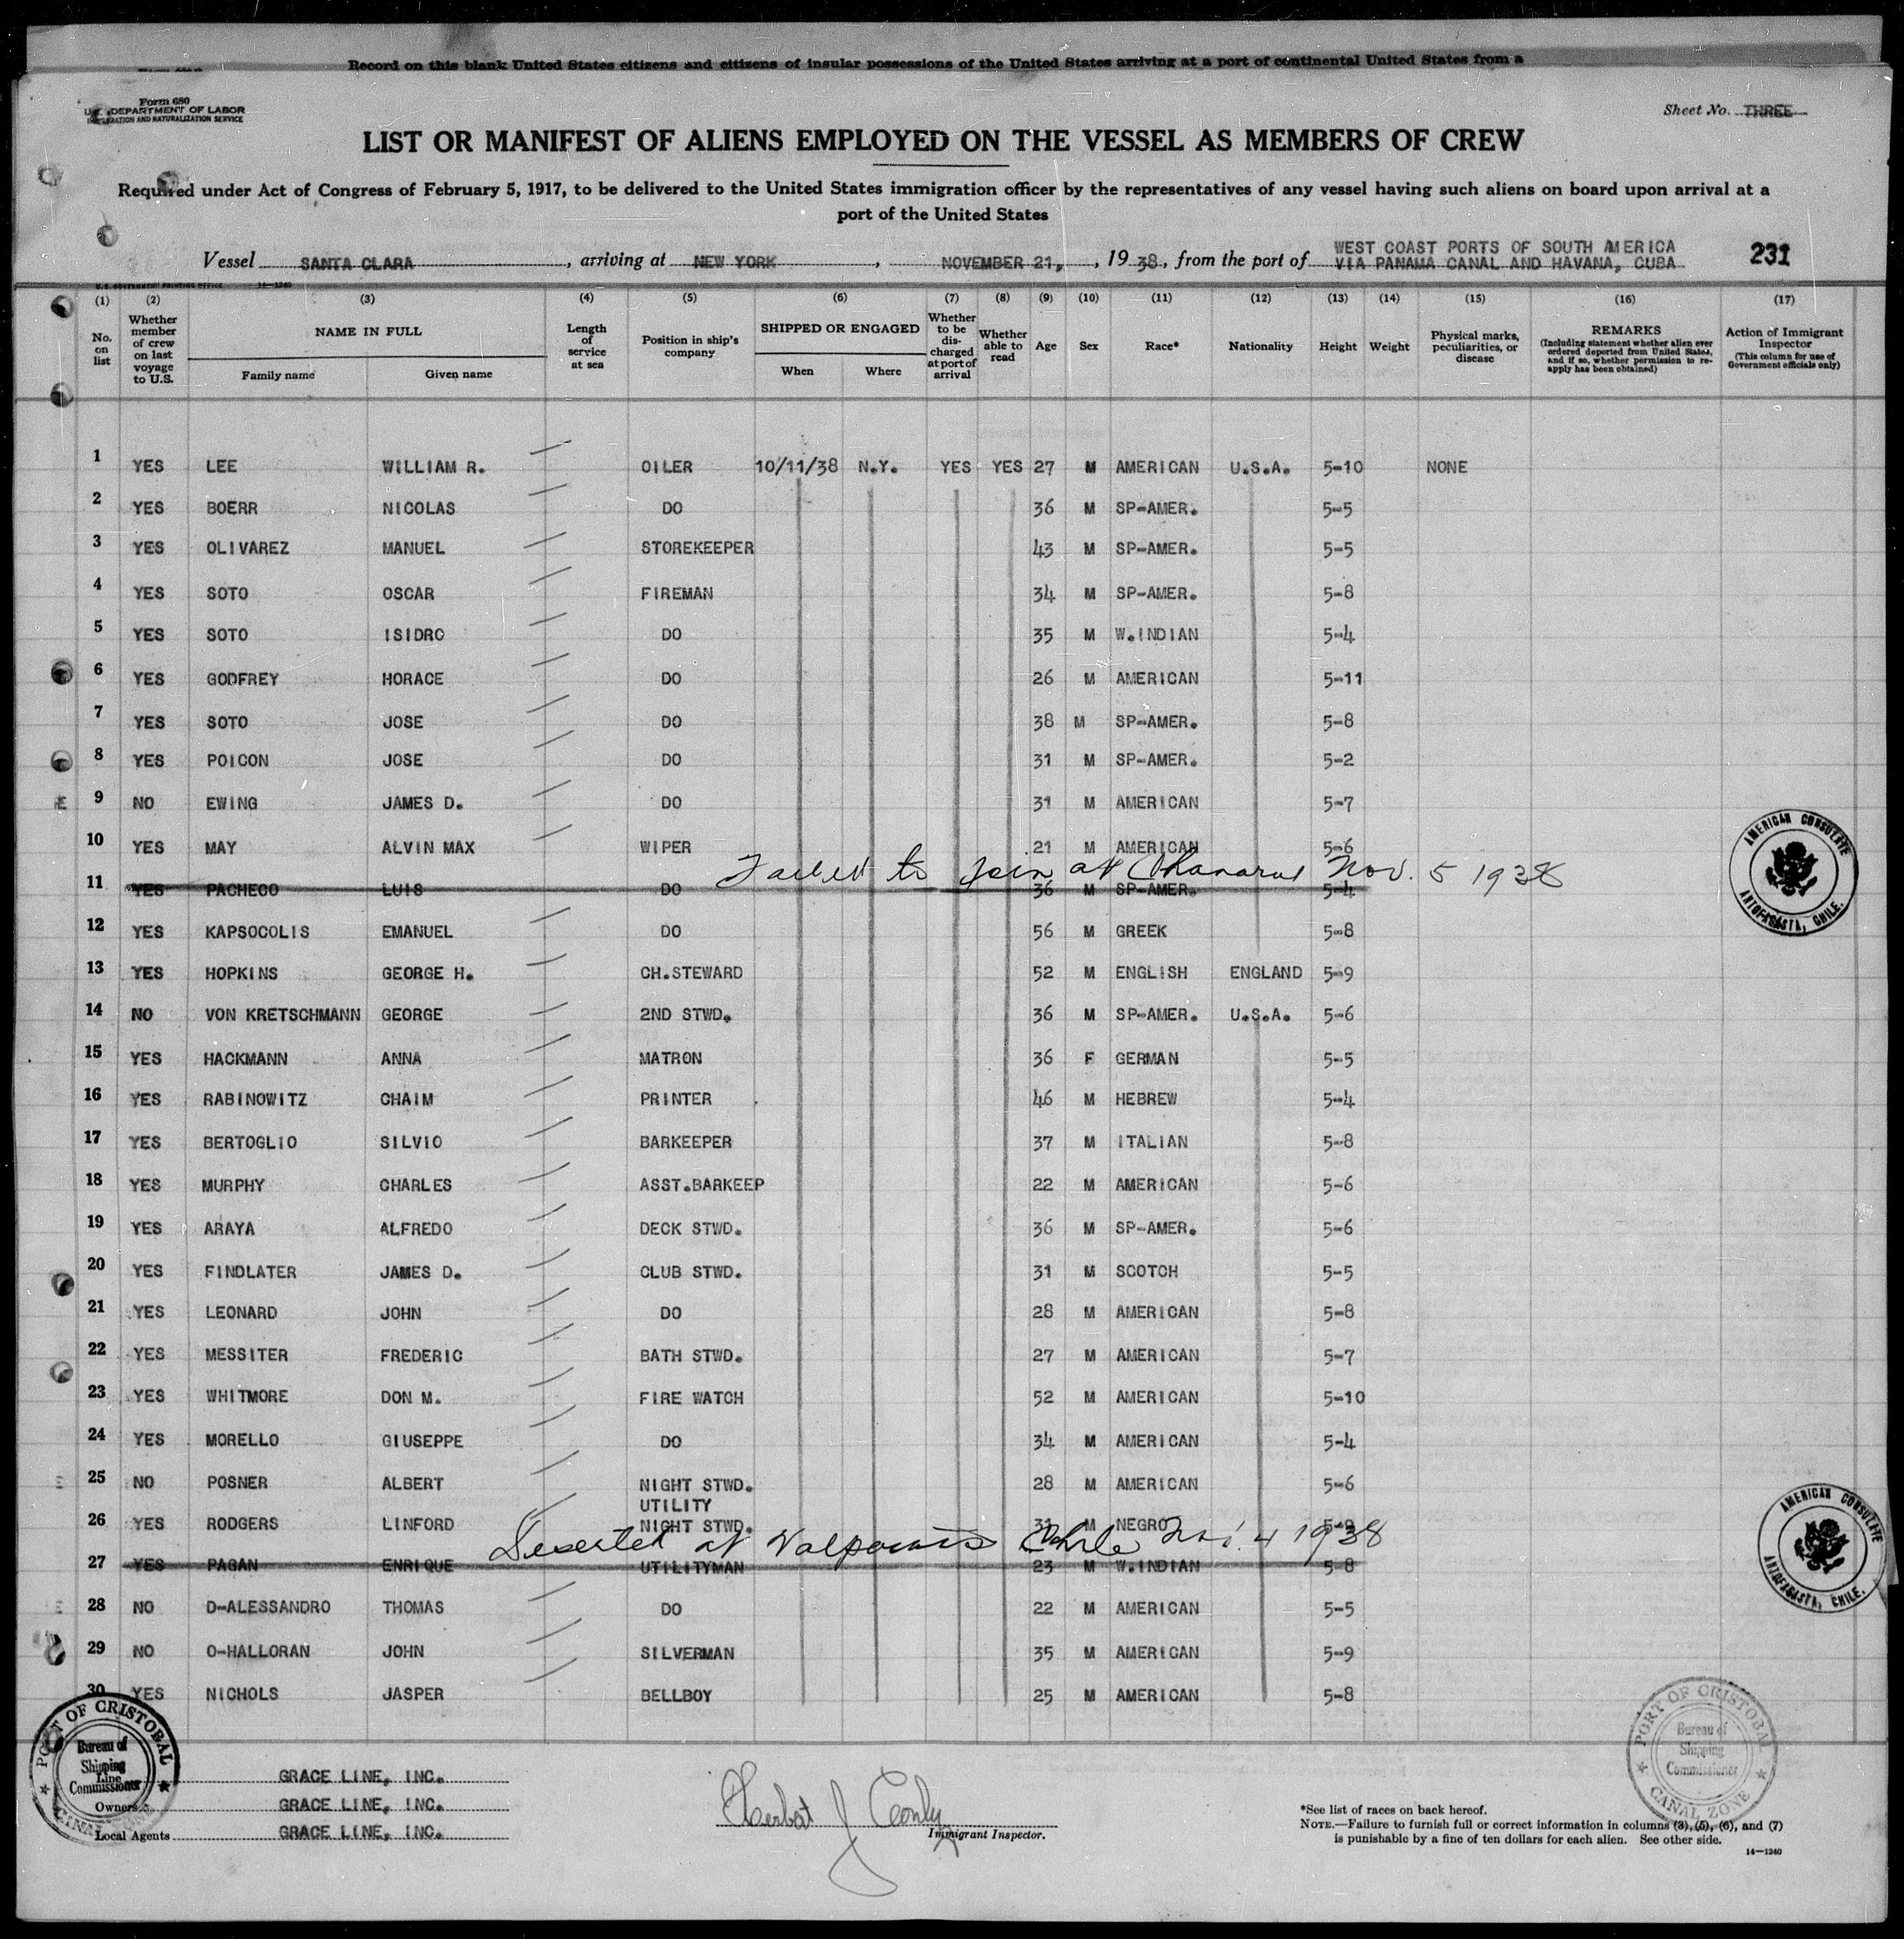 Record on this blank United States citizens and citizens of insular possessions of the United States arriving at a port of continental United States from a
Form 680
U.S. DEPARTMENT OF LABOR
IMMIGRATION AND NATURALIZATION SERVICE
Sheet No. THREE
LIST OR MANIFEST OF ALIENS EMPLOYED ON THE VESSEL AS MEMBERS OF CREW
Required under Act of Congress of February 5, 1917, to be delivered to the United States immigration officer by the representatives of any vessel having such aliens on board upon arrival at a
port of the United States
Vessel SANTA CLARA, arriving at NEW YORK, NOVEMBER 21, 1938, from the port of WEST COAST PORTS OF SOUTH AMERICA
VIA PANAMA CANAL AND HAVANA, CUBA
231
U.S. GOVERNMENT PRINTING OFFICE 14—1240
(1) (2) (3) (4) (5) (6) (7) (8) (9) (10) (11) (12) (13) (14) (15) (16) (17)
No. on list
Whether member of crew on last voyage to U.S.
NAME IN FULL
Family name
Given name
Length of service at sea
Position in ship's company
SHIPPED OR ENGAGED
When
Where
Whether to be discharged at port of arrival
Whether able to read
Age
Sex
Race*
Nationality
Height
Weight
Physical marks, peculiarities, or disease
REMARKS
(Including statement whether alien ever ordered deported from United States, and if so, whether permission to reapply has been obtained)
Action of Immigrant Inspector
(This column for use of Government officials only)
1 YES LEE WILLIAM R. OILER 10/11/38 N.Y. YES YES 27 M AMERICAN U.S.A. 5-10 NONE
2 YES BOERR NICOLAS DO 36 M SP-AMER. 5-5
3 YES OLIVAREZ MANUEL STOREKEEPER 43 M SP-AMER. 5-5
4 YES SOTO OSCAR FIREMAN 34 M SP-AMER. 5-8
5 YES SOTO ISIDRO DO 35 M W.INDIAN 5-4
6 YES GODFREY HORACE DO 26 M AMERICAN 5-11
7 YES SOTO JOSE DO 38 M SP-AMER. 5-8
8 YES POICON JOSE DO 31 M SP-AMER. 5-2
9 NO EWING JAMES D. DO 31 M AMERICAN 5-7
10 YES MAY ALVIN MAX WIPER 21 M AMERICAN 5-6
Failed to join at Chanaral Nov. 5 1938
11 YES PACHECO LUIS DO 36 M SP-AMER. 5-4
12 YES KAPSOCOLIS EMANUEL DO 56 M GREEK 5-8
13 YES HOPKINS GEORGE H. CH.STEWARD 52 M ENGLISH ENGLAND 5-9
14 NO VON KRETSCHMANN GEORGE 2ND STWD. 36 M SP-AMER. U.S.A. 5-6
15 YES HACKMANN ANNA MATRON 36 F GERMAN 5-5
16 YES RABINOWITZ CHAIM PRINTER 46 M HEBREW 5-4
17 YES BERTOGLIO SILVIO BARKEEPER 37 M ITALIAN 5-8
18 YES MURPHY CHARLES ASST.BARKEEP 22 M AMERICAN 5-6
19 YES ARAYA ALFREDO DECK STWD. 36 M SP-AMER. 5-6
20 YES FINDLATER JAMES D. CLUB STWD. 31 M SCOTCH 5-5
21 YES LEONARD JOHN DO 28 M AMERICAN 5-8
22 YES MESSITER FREDERIC BATH STWD. 27 M AMERICAN 5-7
23 YES WHITMORE DON M. FIRE WATCH 52 M AMERICAN 5-10
24 YES MORELLO GIUSEPPE DO 34 M AMERICAN 5-4
25 NO POSNER ALBERT NIGHT STWD. 28 M AMERICAN 5-6
UTILITY
26 YES RODGERS LINFORD NIGHT STWD. 31 M NEGRO 5-9
Deserted at Valparaiso Chile Nov. 4 1938
27 YES PAGAN ENRIQUE UTILITYMAN 23 M W.INDIAN 5-8
28 NO D-ALESSANDRO THOMAS DO 22 M AMERICAN 5-5
29 NO O-HALLORAN JOHN SILVERMAN 35 M AMERICAN 5-9
30 YES NICHOLS JASPER BELLBOY 25 M AMERICAN 5-8
AMERICAN CONSULATE
ANTOFAGASTA, CHILE.
AMERICAN CONSULATE
ANTOFAGASTA, CHILE.
PORT OF CRISTOBAL
Bureau of Shipping Commissioner
CANAL ZONE
PORT OF CRISTOBAL
Bureau of Shipping Commissioner
CANAL ZONE
Line GRACE LINE, INC.
Owners GRACE LINE, INC.
Local Agents GRACE LINE, INC.
Immigrant Inspector.
*See list of races on back hereof.
NOTE.—Failure to furnish full or correct information in columns (3), (5), (6), and (7)
is punishable by a fine of ten dollars for each alien. See other side.
14—1240